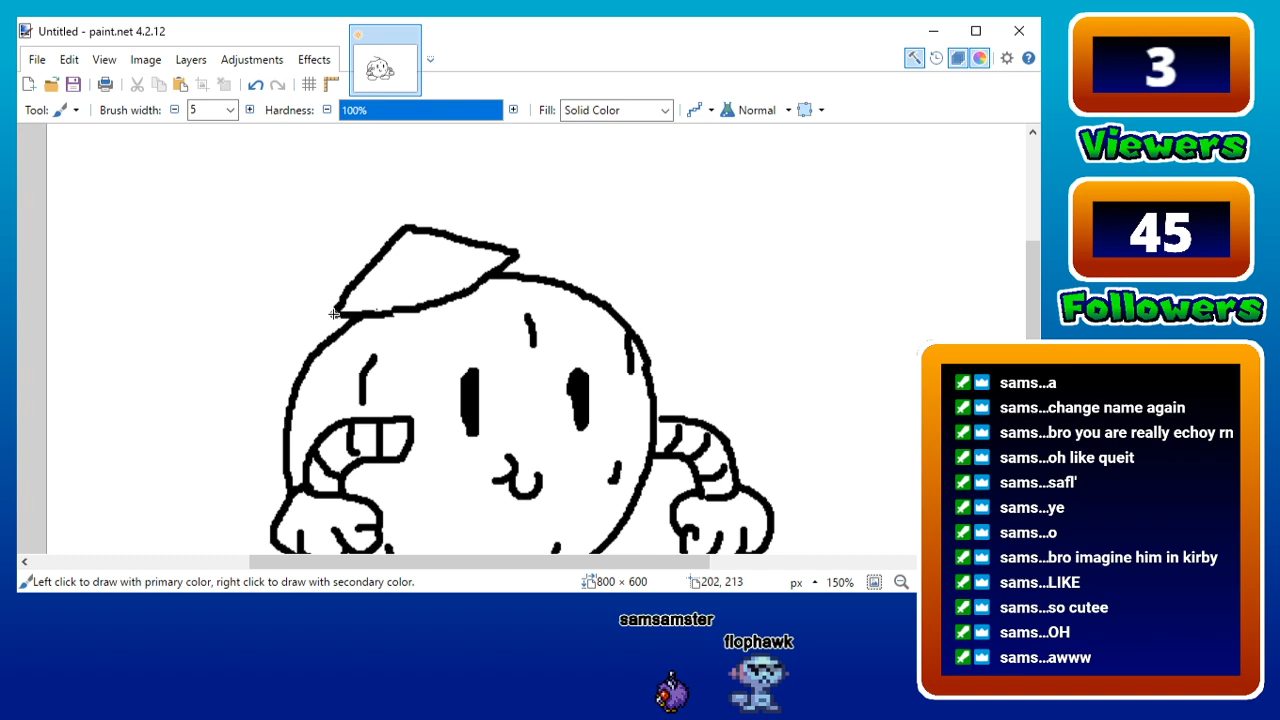 Untitled - paint.net 4.2.12
File Edit View Image Layers Adjustments Effects
Tool: Brush width: 5 Hardness: 100% Fill: Solid Color Normal
Left click to draw with primary color, right click to draw with secondary color. 800 × 600 202, 213 px 150%
samsamster
flophawk
3
Viewers
45
Followers
sams...a
sams...change name again
sams...bro you are really echoy rn
sams...oh like queit
sams...safl'
sams...ye
sams...o
sams...bro imagine him in kirby
sams...LIKE
sams...so cutee
sams...OH
sams...awww